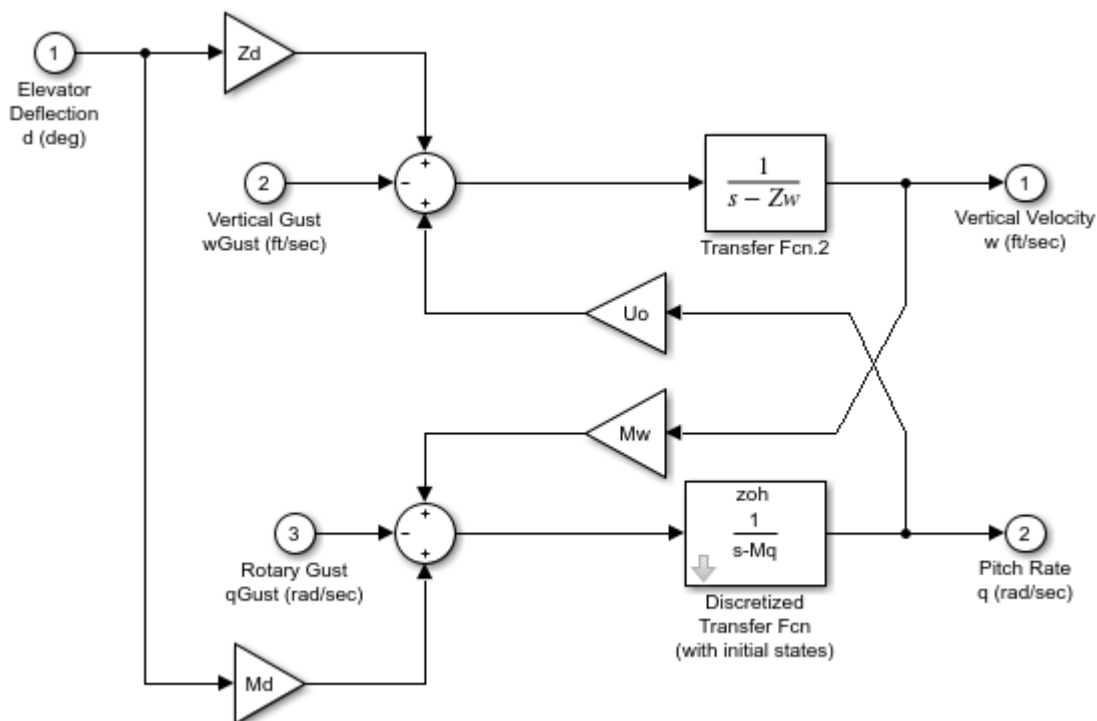 1
Elevator
Deflection
d (deg)
Zd
+
-
+
2
Vertical Gust
wGust (ft/sec)
1
s − Zw
Transfer Fcn.2
1
Vertical Velocity
w (ft/sec)
Uo
Mw
+
-
+
3
Rotary Gust
qGust (rad/sec)
zoh
1
s-Mq
Discretized
Transfer Fcn
(with initial states)
2
Pitch Rate
q (rad/sec)
Md